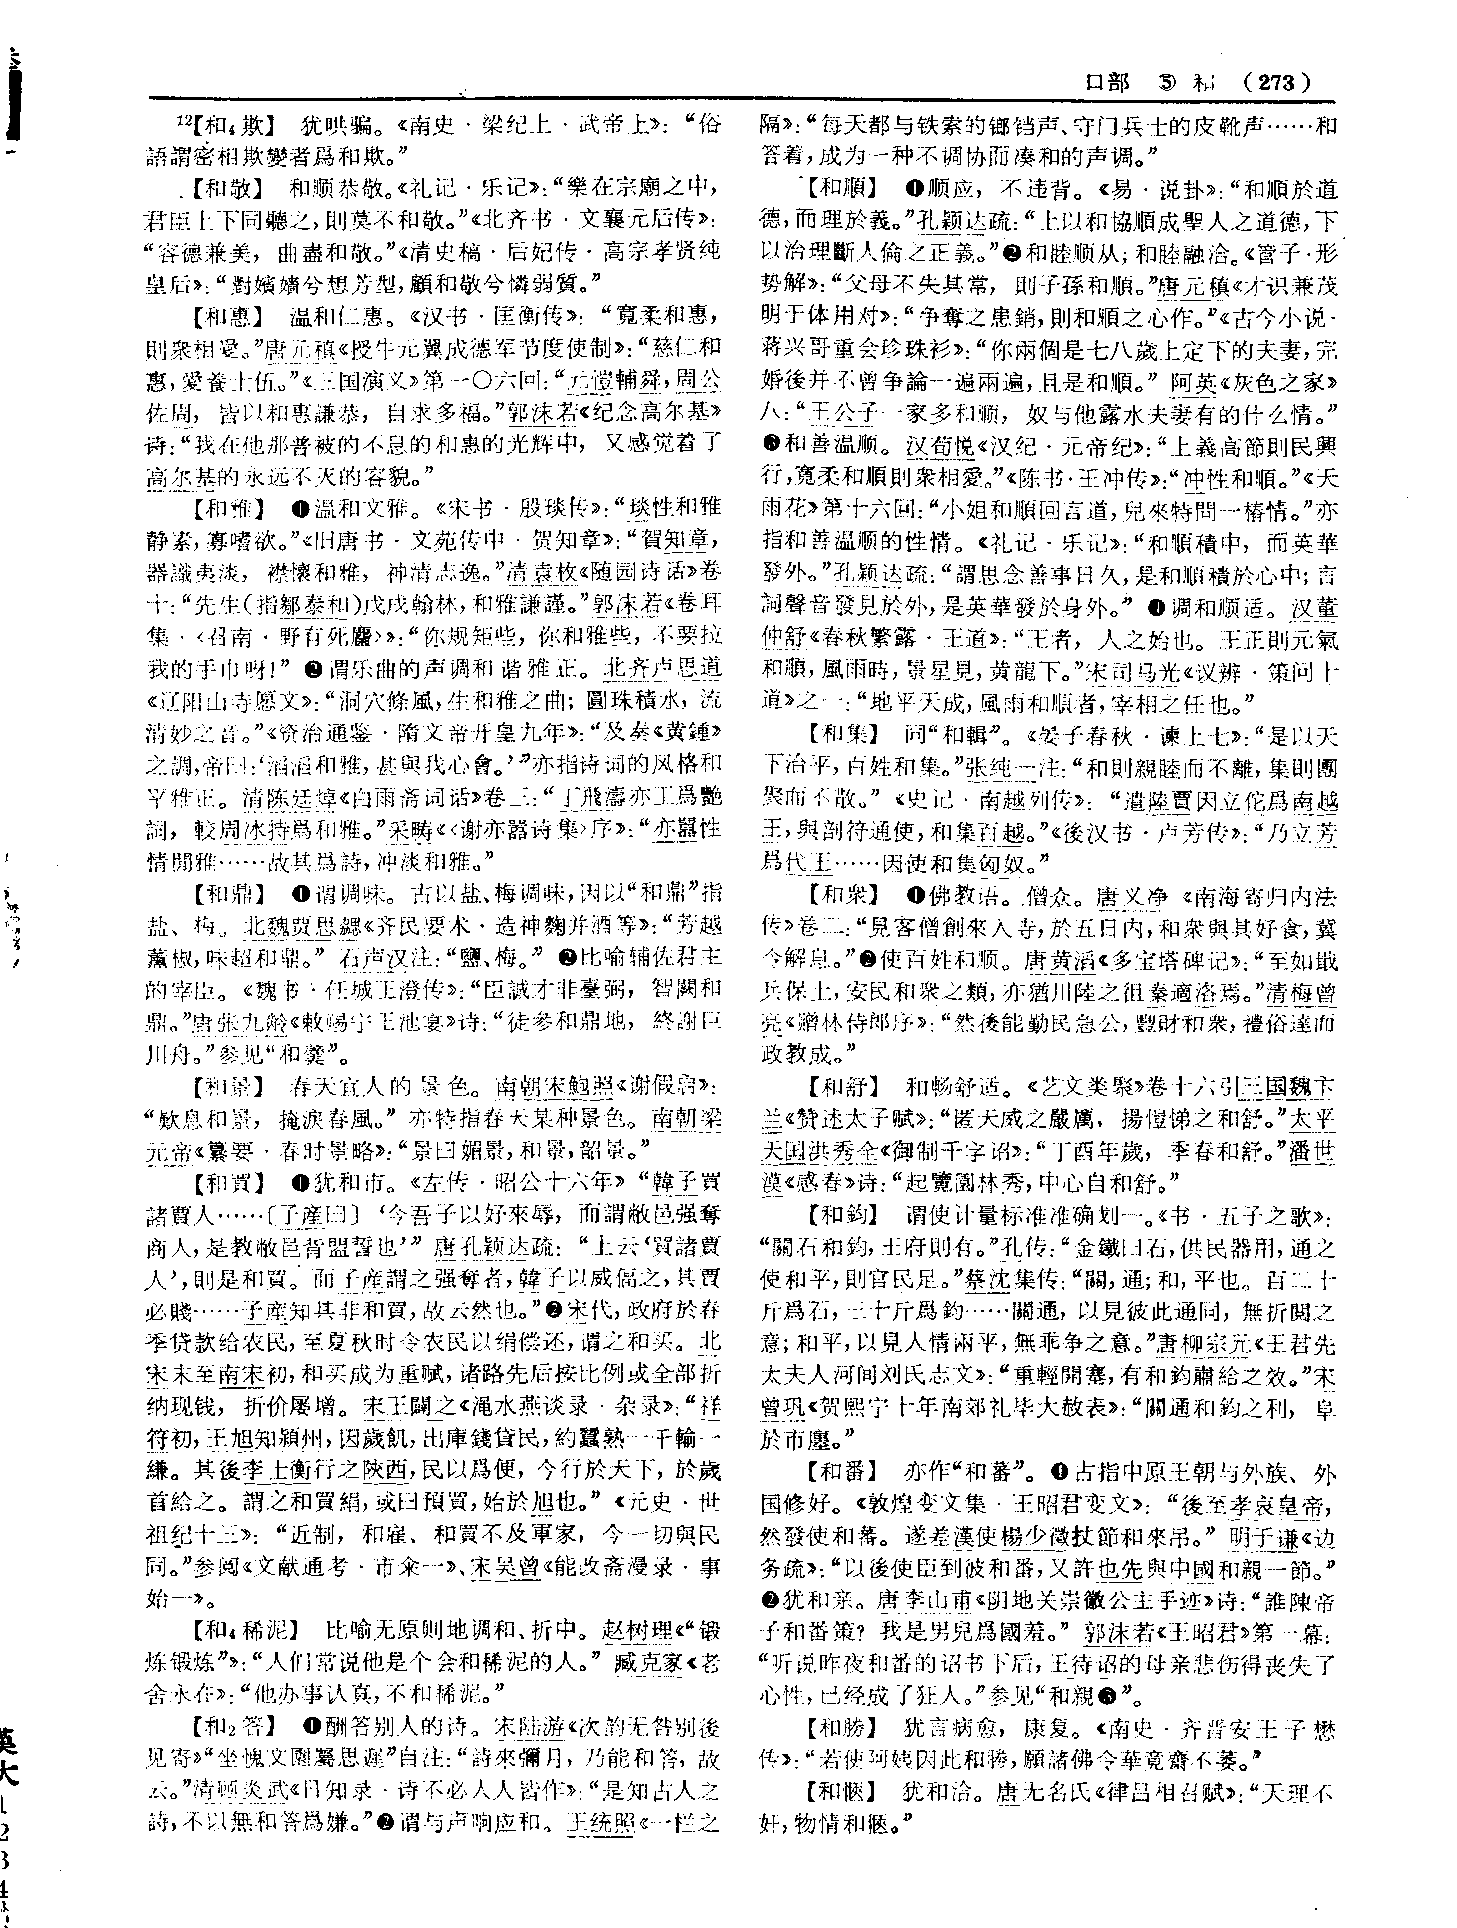 口部 ⑤ 和 (273)
¹²【和₄欺】 犹哄骗。《南史·梁纪上·武帝上》：“俗
語謂密相欺變者爲和欺。”
【和敬】 和顺恭敬。《礼记·乐记》：“樂在宗廟之中，
君臣上下同聽之，則莫不和敬。”《北齐书·文襄元后传》：
“容德兼美，曲盡和敬。”《清史稿·后妃传·高宗孝贤纯
皇后》：“對嬪嬙兮想芳型，顧和敬兮憐弱質。”
【和惠】 温和仁惠。《汉书·匡衡传》：“寬柔和惠，
則衆相愛。”唐元稹《授牛元翼成德军节度使制》：“慈仁和
惠，愛養士伍。”《三国演义》第一〇六回：“元愷輔舜，周公
佐周，皆以和惠謙恭，自求多福。”郭沫若《纪念高尔基》
诗：“我在他那普被的不息的和惠的光辉中，又感觉着了
高尔基的永远不灭的容貌。”
【和雅】 ❶温和文雅。《宋书·殷琰传》：“琰性和雅
静素，寡嗜欲。”《旧唐书·文苑传中·贺知章》：“賀知章，
器識夷淡，襟懷和雅，神清志逸。”清袁枚《随园诗话》卷
十：“先生（指鄒泰和）戊戌翰林，和雅謙謹。”郭沫若《卷耳
集·〈召南·野有死麕〉》：“你规矩些，你和雅些，不要拉
我的手巾呀！” ❷谓乐曲的声调和谐雅正。北齐卢思道
《辽阳山寺愿文》：“洞穴條風，生和雅之曲；圓珠積水，流
清妙之音。”《资治通鉴·隋文帝开皇九年》：“及奏《黄鍾》
之調，帝曰：‘滔滔和雅，甚與我心會。’”亦指诗词的风格和
平雅正。清陈廷焯《白雨斋词话》卷三：“丁飛濤亦工爲艷
詞，較周冰持爲和雅。”采畴《〈谢亦嚣诗集〉序》：“亦嚣性
情閒雅……故其爲詩，冲淡和雅。”
【和鼎】 ❶谓调味。古以盐、梅调味，因以“和鼎”指
盐、梅。北魏贾思勰《齐民要术·造神麴并酒等》：“芳越
薰椒，味超和鼎。” 石声汉注：“鹽、梅。” ❷比喻辅佐君主
的宰臣。《魏书·任城王澄传》：“臣誠才非臺弼，智闕和
鼎。”唐张九龄《敕赐宁王池宴》诗：“徒參和鼎地，終謝巨
川舟。”参见“和羹”。
【和景】 春天宜人的景色。南朝宋鲍照《谢假启》：
“歎息和景，掩淚春風。” 亦特指春天某种景色。南朝梁
元帝《纂要·春时景略》：“景曰媚景，和景，韶景。”
【和買】 ❶犹和市。《左传·昭公十六年》“韓子買
諸賈人……〔子產曰〕‘今吾子以好來辱，而謂敝邑强奪
商人，是教敝邑背盟誓也’” 唐孔颖达疏：“上云‘買諸賈
人’，則是和買。而子産謂之强奪者，韓子以威偪之，其賈
必賤……子産知其非和買，故云然也。”❷宋代，政府於春
季贷款给农民，至夏秋时令农民以绢偿还，谓之和买。北
宋末至南宋初，和买成为重赋，诸路先后按比例或全部折
纳现钱，折价屡增。宋王闢之《渑水燕谈录·杂录》：“祥
符初，王旭知潁州，因歲飢，出庫錢貸民，約蠶熟一千輸一
縑。其後李士衡行之陝西，民以爲便，今行於天下，於歲
首給之。謂之和買絹，或曰預買，始於旭也。”《元史·世
祖纪十三》：“近制，和雇、和買不及軍家，今一切與民
同。”参阅《文献通考·市籴一》、宋吴曾《能改斋漫录·事
始一》。
【和₄稀泥】 比喻无原则地调和、折中。赵树理《“锻
炼锻炼”》：“人们常说他是个会和稀泥的人。” 臧克家《老
舍永在》：“他办事认真，不和稀泥。”
【和₂答】 ❶酬答别人的诗。宋陆游《次韵无咎别後
见寄》“坐愧文園屬思遲”自注：“詩來彌月，乃能和答，故
云。”清顾炎武《日知录·诗不必人人皆作》：“是知古人之
詩，不以無和答爲嫌。”❷谓与声响应和。王统照《一栏之
隔》：“每天都与铁索的锒铛声、守门兵士的皮靴声……和
答着，成为一种不调协而凑和的声调。”
【和順】 ❶顺应，不违背。《易·说卦》：“和順於道
德，而理於義。”孔颖达疏：“上以和協順成聖人之道德，下
以治理斷人倫之正義。”❷和睦顺从；和睦融洽。《管子·形
势解》：“父母不失其常，則子孫和順。”唐元稹《才识兼茂
明于体用对》：“争奪之患銷，則和順之心作。”《古今小说·
蒋兴哥重会珍珠衫》：“你兩個是七八歲上定下的夫妻，完
婚後并不曾争論一遍兩遍，且是和順。” 阿英《灰色之家》
八：“王公子一家多和顺，奴与他露水夫妻有的什么情。”
❸和善温顺。汉荀悦《汉纪·元帝纪》：“上義高節則民興
行，寬柔和順則衆相愛。”《陈书·王冲传》：“冲性和順。”《天
雨花》第十六回：“小姐和順回言道，兒來特問一樁情。”亦
指和善温顺的性情。《礼记·乐记》：“和順積中，而英華
發外。”孔颖达疏：“謂思念善事日久，是和順積於心中；言
詞聲音發見於外，是英華發於身外。” ❹调和顺适。汉董
仲舒《春秋繁露·王道》：“王者，人之始也。王正則元氣
和順，風雨時，景星見，黄龍下。”宋司马光《议辨·策问十
道》之一：“地平天成，風雨和順者，宰相之任也。”
【和集】 同“和輯”。《晏子春秋·谏上七》：“是以天
下治平，百姓和集。”张纯一注：“和則親睦而不離，集則團
聚而不散。”《史记·南越列传》：“遣陸賈因立佗爲南越
王，與剖符通使，和集百越。”《後汉书·卢芳传》：“乃立芳
爲代王……因使和集匈奴。”
【和衆】 ❶佛教语。僧众。唐义净《南海寄归内法
传》卷二：“見客僧創來入寺，於五日内，和衆與其好食，冀
令解息。”❷使百姓和顺。唐黄滔《多宝塔碑记》：“至如戢
兵保土，安民和衆之類，亦猶川陸之徂秦適洛焉。”清梅曾
亮《赠林侍郎序》：“然後能勤民急公，豐財和衆，禮俗達而
政教成。”
【和舒】 和畅舒适。《艺文类聚》卷十六引三国魏卞
兰《赞述太子赋》：“匿天威之嚴厲，揚愷悌之和舒。”太平
天国洪秀全《御制千字诏》：“丁酉年歲，季春和舒。”潘世
漠《感春》诗：“起覽園林秀，中心自和舒。”
【和鈞】 谓使计量标准准确划一。《书·五子之歌》：
“關石和鈞，王府則有。”孔传：“金鐵曰石，供民器用，通之
使和平，則官民足。”蔡沈集传：“關，通；和，平也。百二十
斤爲石，三十斤爲鈞……關通，以見彼此通同，無折閲之
意；和平，以見人情兩平，無乖争之意。”唐柳宗元《王君先
太夫人河间刘氏志文》：“重輕開塞，有和鈞肅給之效。”宋
曾巩《贺熙宁十年南郊礼毕大赦表》：“關通和鈞之利，阜
於市廛。”
【和番】 亦作“和蕃”。❶古指中原王朝与外族、外
国修好。《敦煌变文集·王昭君变文》：“後至孝哀皇帝，
然發使和蕃。遂差漢使楊少徵杖節和來吊。” 明于谦《边
务疏》：“以後使臣到彼和番，又許也先與中國和親一節。”
❷犹和亲。唐李山甫《阴地关崇徽公主手迹》诗：“誰陳帝
子和番策？我是男兒爲國羞。” 郭沫若《王昭君》第一幕：
“听说昨夜和番的诏书下后，王待诏的母亲悲伤得丧失了
心性，已经成了狂人。”参见“和親❸”。
【和勝】 犹言病愈，康复。《南史·齐晋安王子懋
传》：“若使阿姨因此和勝，願諸佛令華竟齋不萎。”
【和愜】 犹和洽。唐无名氏《律吕相召赋》：“天理不
奸，物情和愜。”